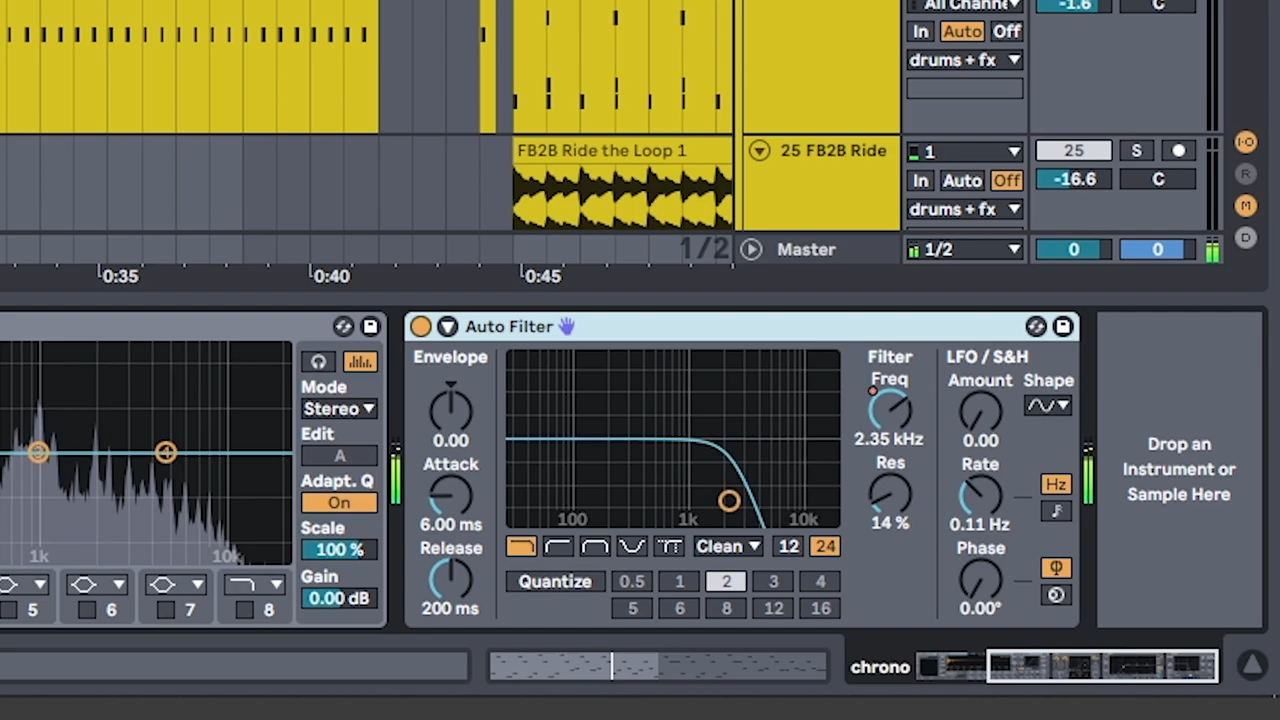 All Channe
-1.6
C
In Auto Off
drums + fx
FB2B Ride the Loop 1
25 FB2B Ride
1
25
S
In Auto Off
-16.6
C
drums + fx
1/2
Master
1/2
0
0
I·O
R
M
D
0:35
0:40
0:45
Auto Filter
Mode
Stereo
Edit
A
Adapt. Q
On
Scale
100 %
Gain
0.00 dB
1k
10k
3
4
5
6
7
8
Envelope
0.00
Attack
6.00 ms
Release
200 ms
100
1k
10k
Clean
12
24
Quantize
0.5
1
2
3
4
5
6
8
12
16
Filter
Freq
2.35 kHz
Res
14 %
LFO / S&H
Amount
Shape
0.00
Rate
Hz
0.11 Hz
Phase
0.00°
Drop an
Instrument or
Sample Here
chrono